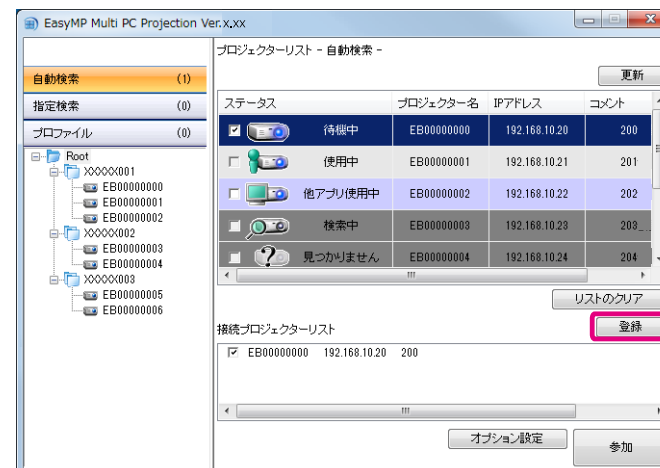 EasyMP Multi PC Projection Ver.x.xx
プロジェクターリスト - 自動検索 -
自動検索 (1)
更新
指定検索 (0)
プロファイル (0)
ステータス プロジェクター名 IPアドレス コメント
待機中 EB00000000 192.168.10.20 200
使用中 EB00000001 192.168.10.21 201
他アプリ使用中 EB00000002 192.168.10.22 202
検索中 EB00000003 192.168.10.23 203
見つかりません EB00000004 192.168.10.24 204
Root
XXXXX001
EB00000000
EB00000001
EB00000002
XXXXX002
EB00000003
EB00000004
XXXXX003
EB00000005
EB00000006
リストのクリア
接続プロジェクターリスト
登録
EB00000000 192.168.10.20 200
オプション設定
参加